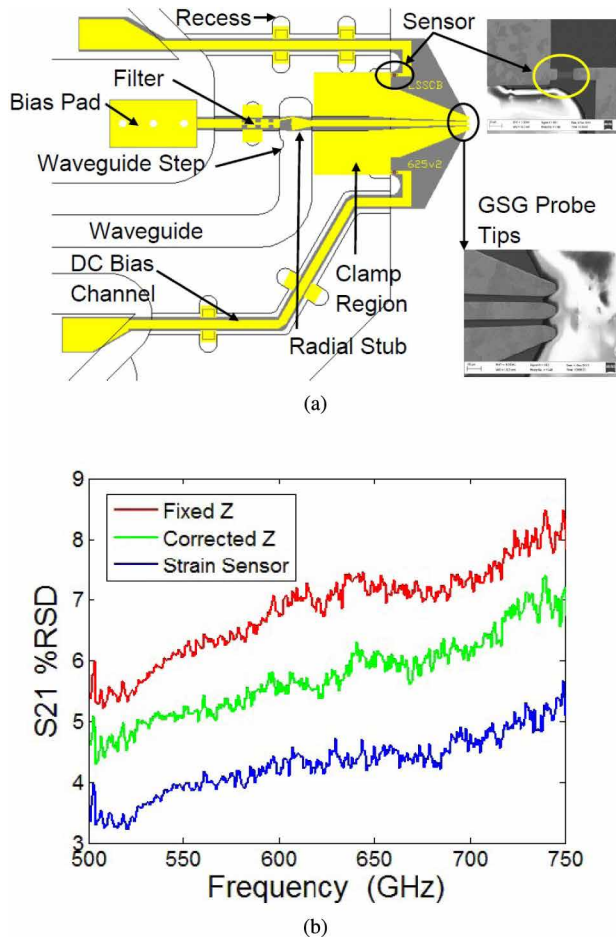 Recess
Sensor
Filter
Bias Pad
LSSCB
625v2
Waveguide Step
GSG Probe
Tips
Waveguide
DC Bias
Channel
Clamp
Region
Radial Stub
(a)
9
8
7
6
5
4
3
S21 %RSD
Fixed Z
Corrected Z
Strain Sensor
500 550 600 650 700 750
Frequency (GHz)
(b)